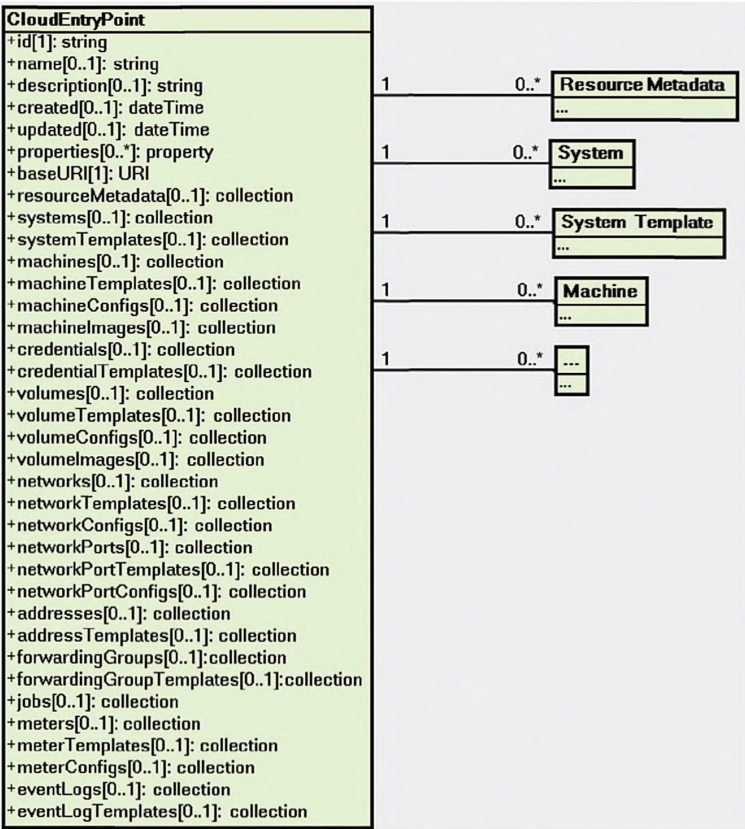 CloudEntryPoint
+id[1]: string
+name[0..1]: string
+description[0..1]: string
+created[0..1]: dateTime
+updated[0..1]: dateTime
+properties[0..*]: property
+baseURI[1]: URI
+resourceMetadata[0..1]: collection
+systems[0..1]: collection
+systemTemplates[0..1]: collection
+machines[0..1]: collection
+machineTemplates[0..1]: collection
+machineConfigs[0..1]: collection
+machineImages[0..1]: collection
+credentials[0..1]: collection
+credentialTemplates[0..1]: collection
+volumes[0..1]: collection
+volumeTemplates[0..1]: collection
+volumeConfigs[0..1]: collection
+volumeImages[0..1]: collection
+networks[0..1]: collection
+networkTemplates[0..1]: collection
+networkConfigs[0..1]: collection
+networkPorts[0..1]: collection
+networkPortTemplates[0..1]: collection
+networkPortConfigs[0..1]: collection
+addresses[0..1]: collection
+addressTemplates[0..1]: collection
+forwardingGroups[0..1]:collection
+forwardingGroupTemplates[0..1]:collection
+jobs[0..1]: collection
+meters[0..1]: collection
+meterTemplates[0..1]: collection
+meterConfigs[0..1]: collection
+eventLogs[0..1]: collection
+eventLogTemplates[0..1]: collection
1 0..* Resource Metadata
...
1 0..* System
...
1 0..* System Template
...
1 0..* Machine
...
1 0..* ...
...